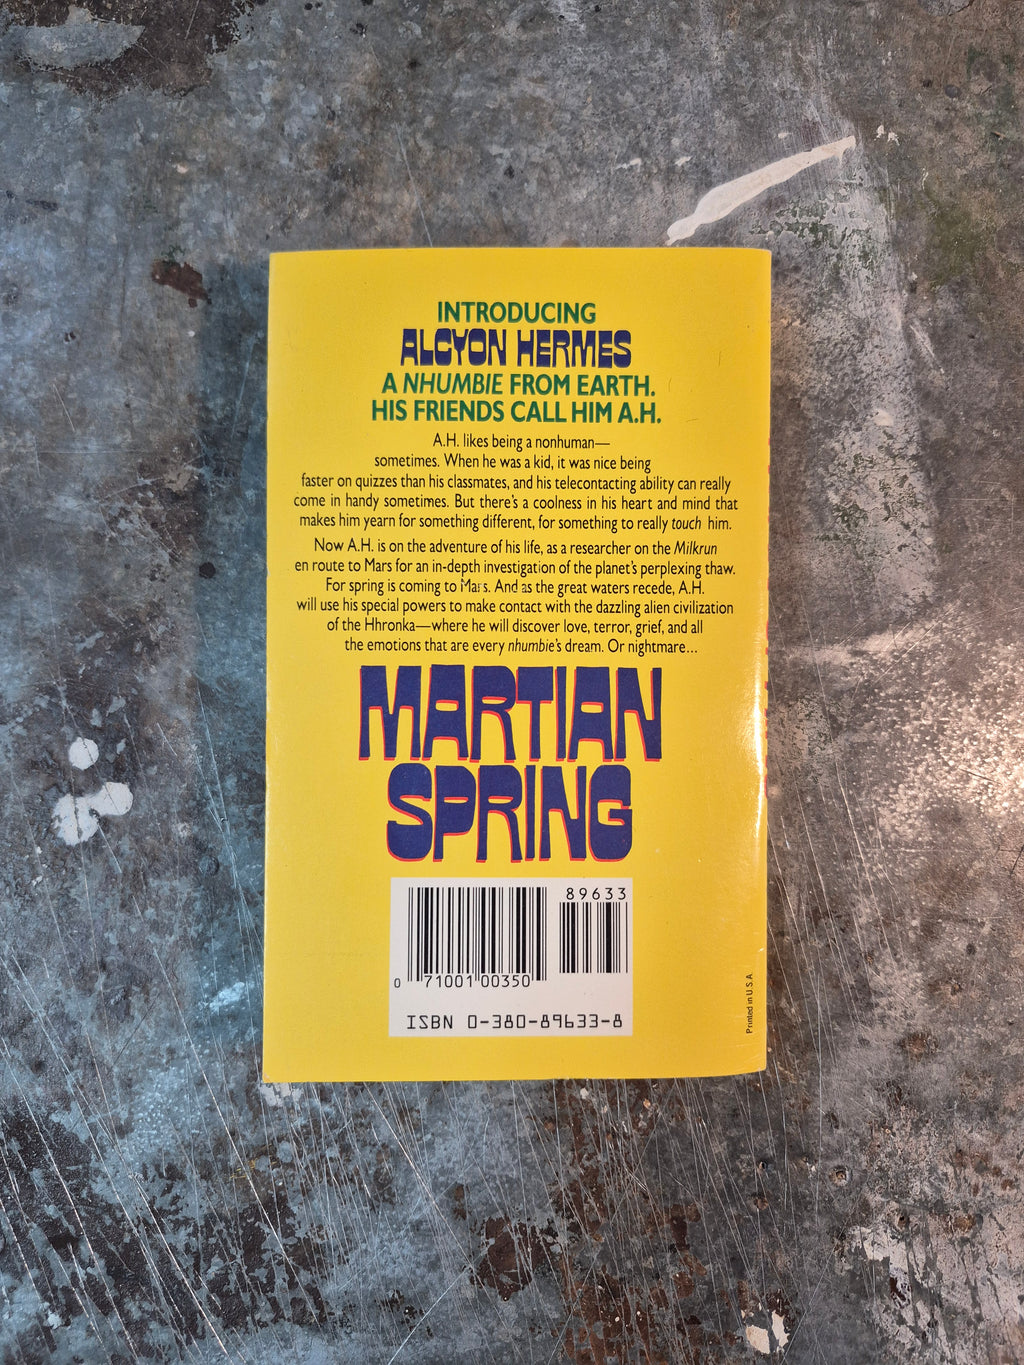 INTRODUCING
ALCYON HERMES
A NHUMBIE FROM EARTH.
HIS FRIENDS CALL HIM A.H.
A.H. likes being a nonhuman—
sometimes. When he was a kid, it was nice being
faster on quizzes than his classmates, and his telecontacting ability can really
come in handy sometimes. But there's a coolness in his heart and mind that
makes him yearn for something different, for something to really touch him.
Now A.H. is on the adventure of his life, as a researcher on the Milkrun
en route to Mars for an in-depth investigation of the planet's perplexing thaw.
For spring is coming to Mars. And as the great waters recede, A.H.
will use his special powers to make contact with the dazzling alien civilization
of the Hhronka—where he will discover love, terror, grief, and all
the emotions that are every nhumbie's dream. Or nightmare...
MARTIAN
SPRING
89633
0 71001 00350
ISBN 0-380-89633-8
Printed in U.S.A.